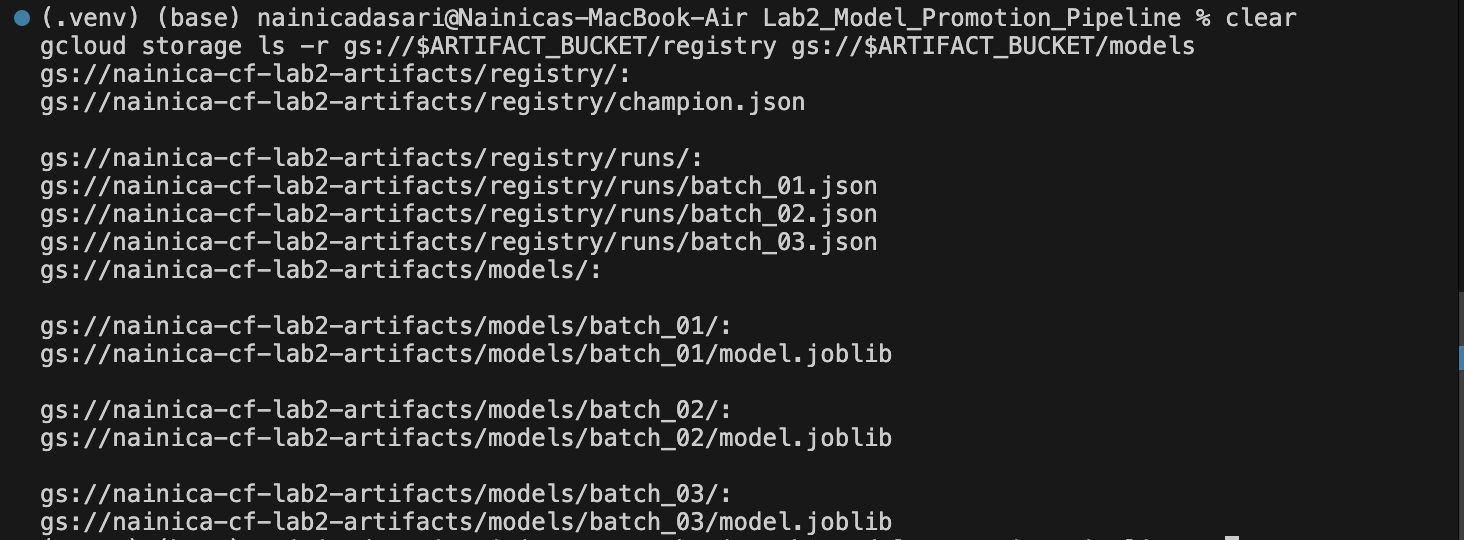 (.venv) (base) nainicadasari@Nainicas-MacBook-Air Lab2_Model_Promotion_Pipeline % clear
gcloud storage ls -r gs://$ARTIFACT_BUCKET/registry gs://$ARTIFACT_BUCKET/models
gs://nainica-cf-lab2-artifacts/registry/:
gs://nainica-cf-lab2-artifacts/registry/champion.json
gs://nainica-cf-lab2-artifacts/registry/runs/:
gs://nainica-cf-lab2-artifacts/registry/runs/batch_01.json
gs://nainica-cf-lab2-artifacts/registry/runs/batch_02.json
gs://nainica-cf-lab2-artifacts/registry/runs/batch_03.json
gs://nainica-cf-lab2-artifacts/models/:
gs://nainica-cf-lab2-artifacts/models/batch_01/:
gs://nainica-cf-lab2-artifacts/models/batch_01/model.joblib
gs://nainica-cf-lab2-artifacts/models/batch_02/:
gs://nainica-cf-lab2-artifacts/models/batch_02/model.joblib
gs://nainica-cf-lab2-artifacts/models/batch_03/:
gs://nainica-cf-lab2-artifacts/models/batch_03/model.joblib